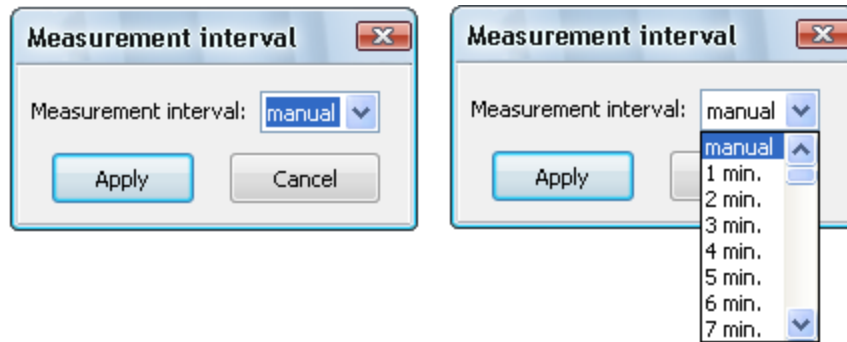 Measurement interval
Measurement interval: manual
Apply Cancel
Measurement interval
Measurement interval: manual
manual
1 min.
Apply
2 min.
3 min.
4 min.
5 min.
6 min.
7 min.